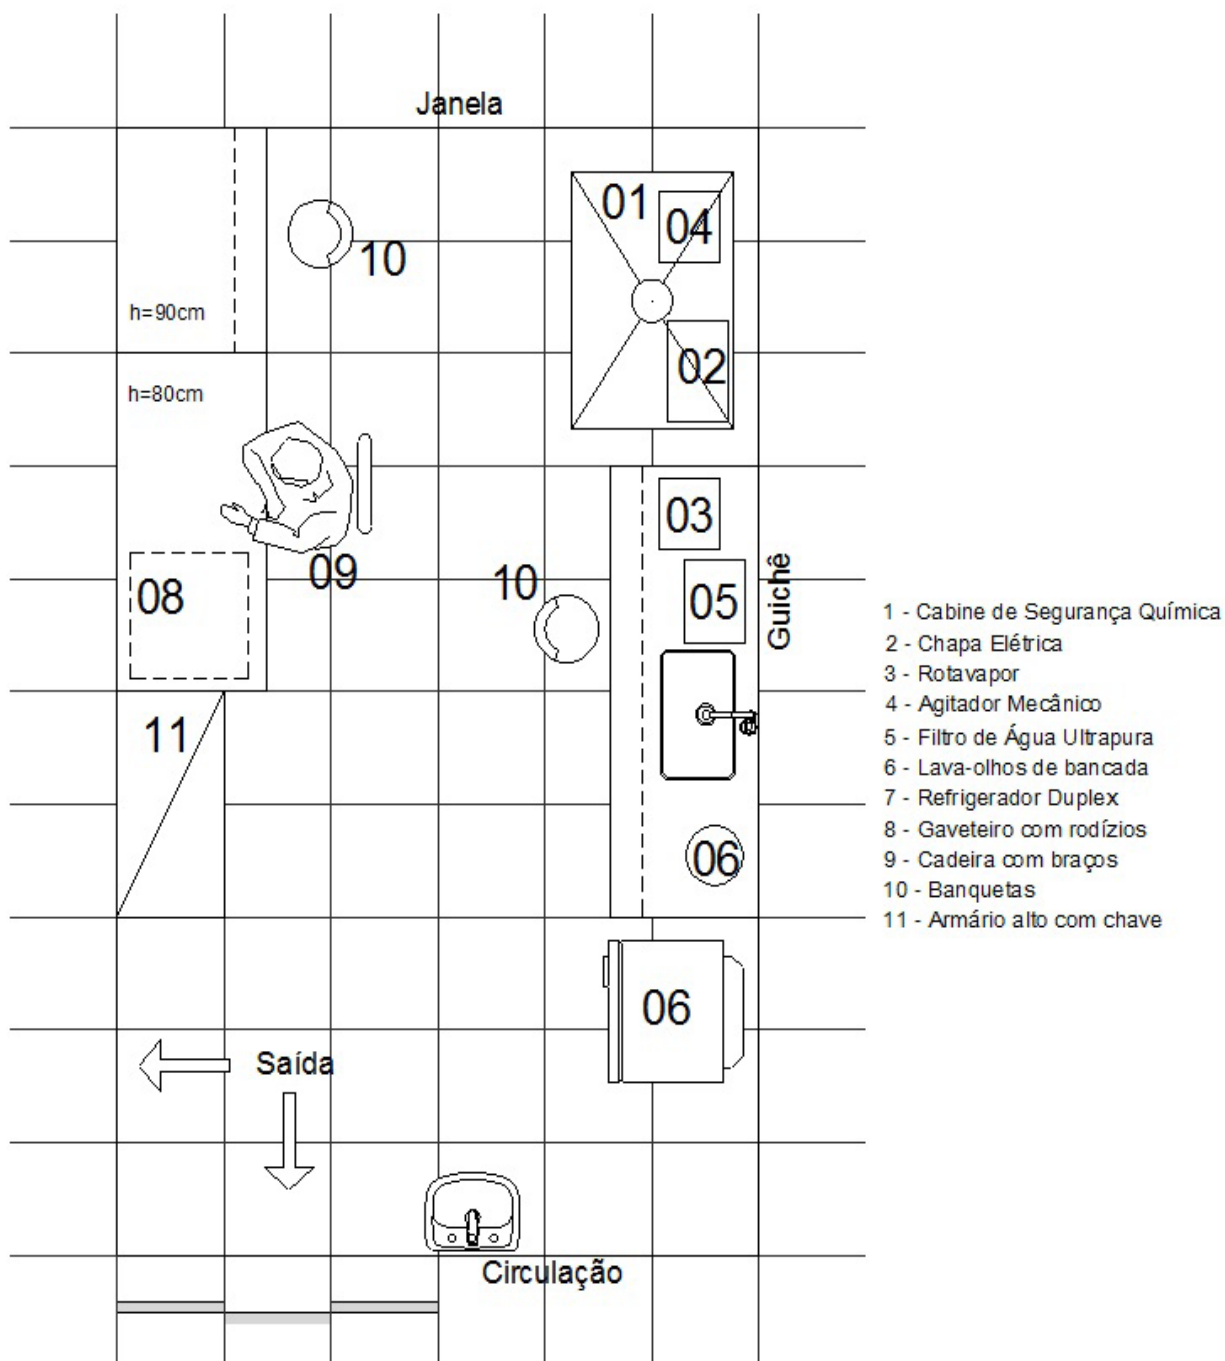 Janela
01
04
10
h=90cm
02
h=80cm
03
09
10
08
05
Guichê
11
06
06
Saída
Circulação
1 - Cabine de Segurança Química
2 - Chapa Elétrica
3 - Rotavapor
4 - Agitador Mecânico
5 - Filtro de Água Ultrapura
6 - Lava-olhos de bancada
7 - Refrigerador Duplex
8 - Gaveteiro com rodízios
9 - Cadeira com braços
10 - Banquetas
11 - Armário alto com chave